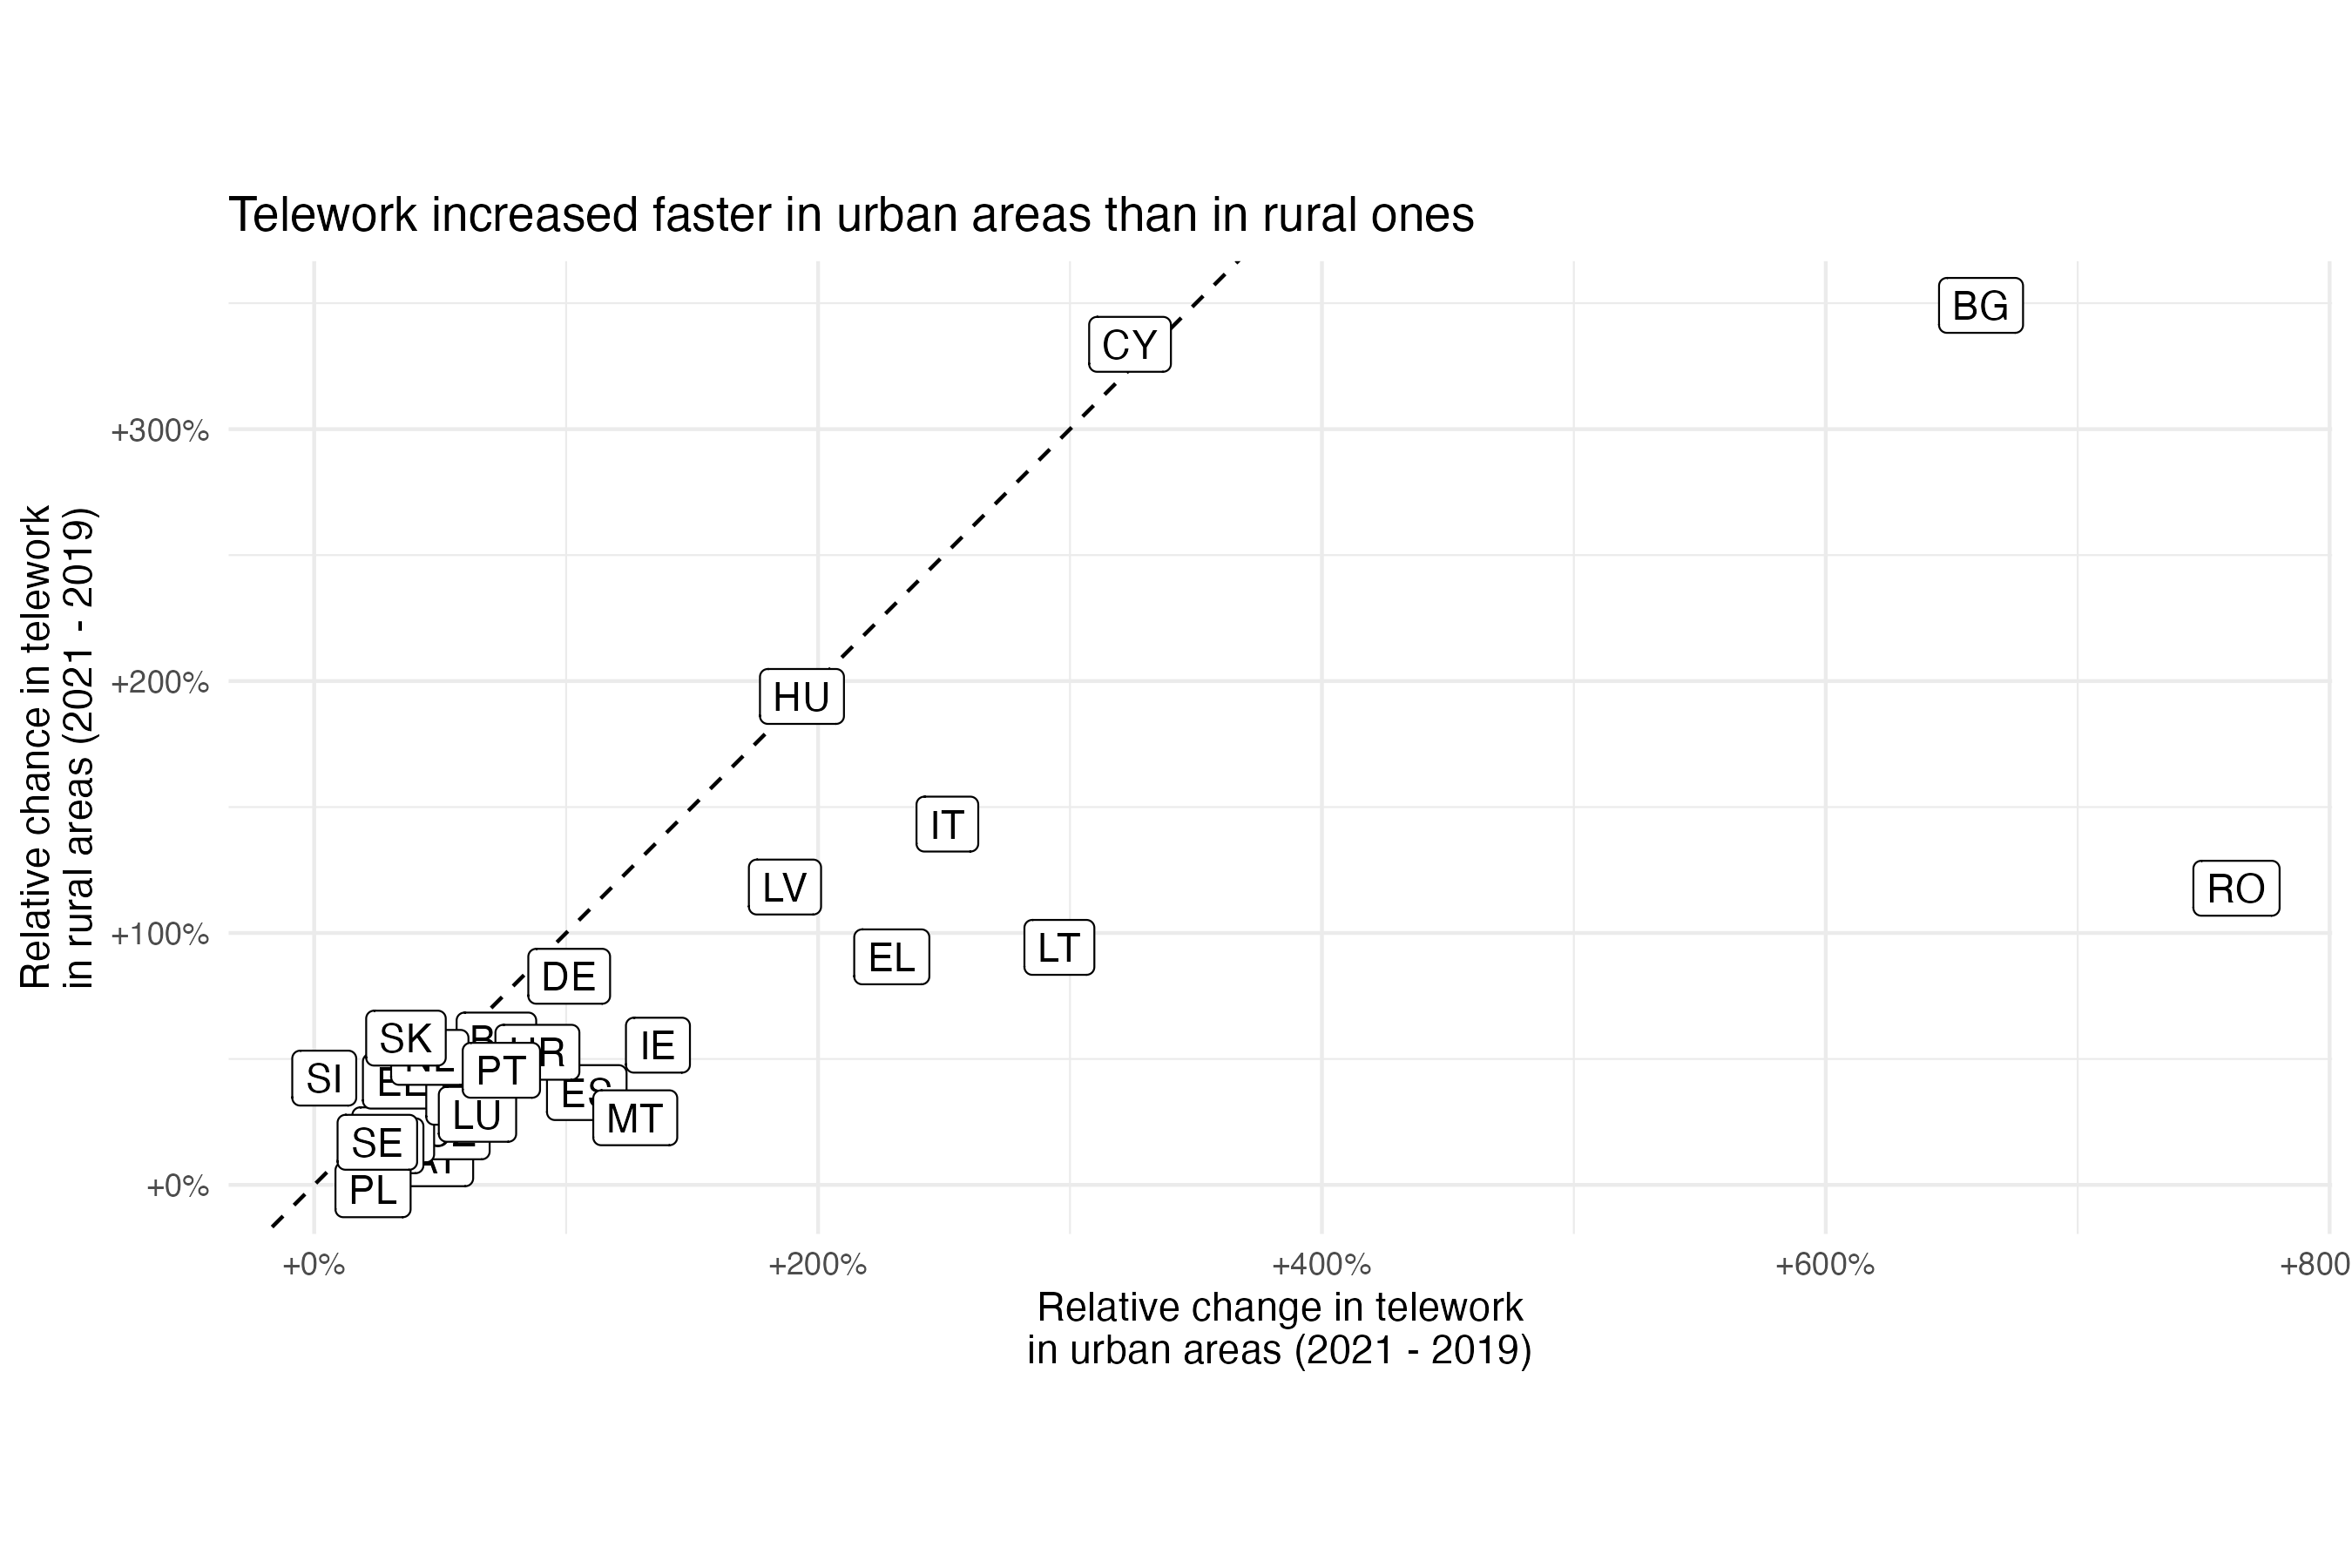 Telework increased faster in urban areas than in rural ones
BG
CY
+300%
+200%
HU
IT
LV
RO
+100%
EL
LT
DE
SK
IE
PT
SI
ES
LU
MT
SE
PL
+0%
+0%
+200%
+400%
+600%
+800
Relative chance in telework
in rural areas (2021 - 2019)
Relative change in telework
in urban areas (2021 - 2019)